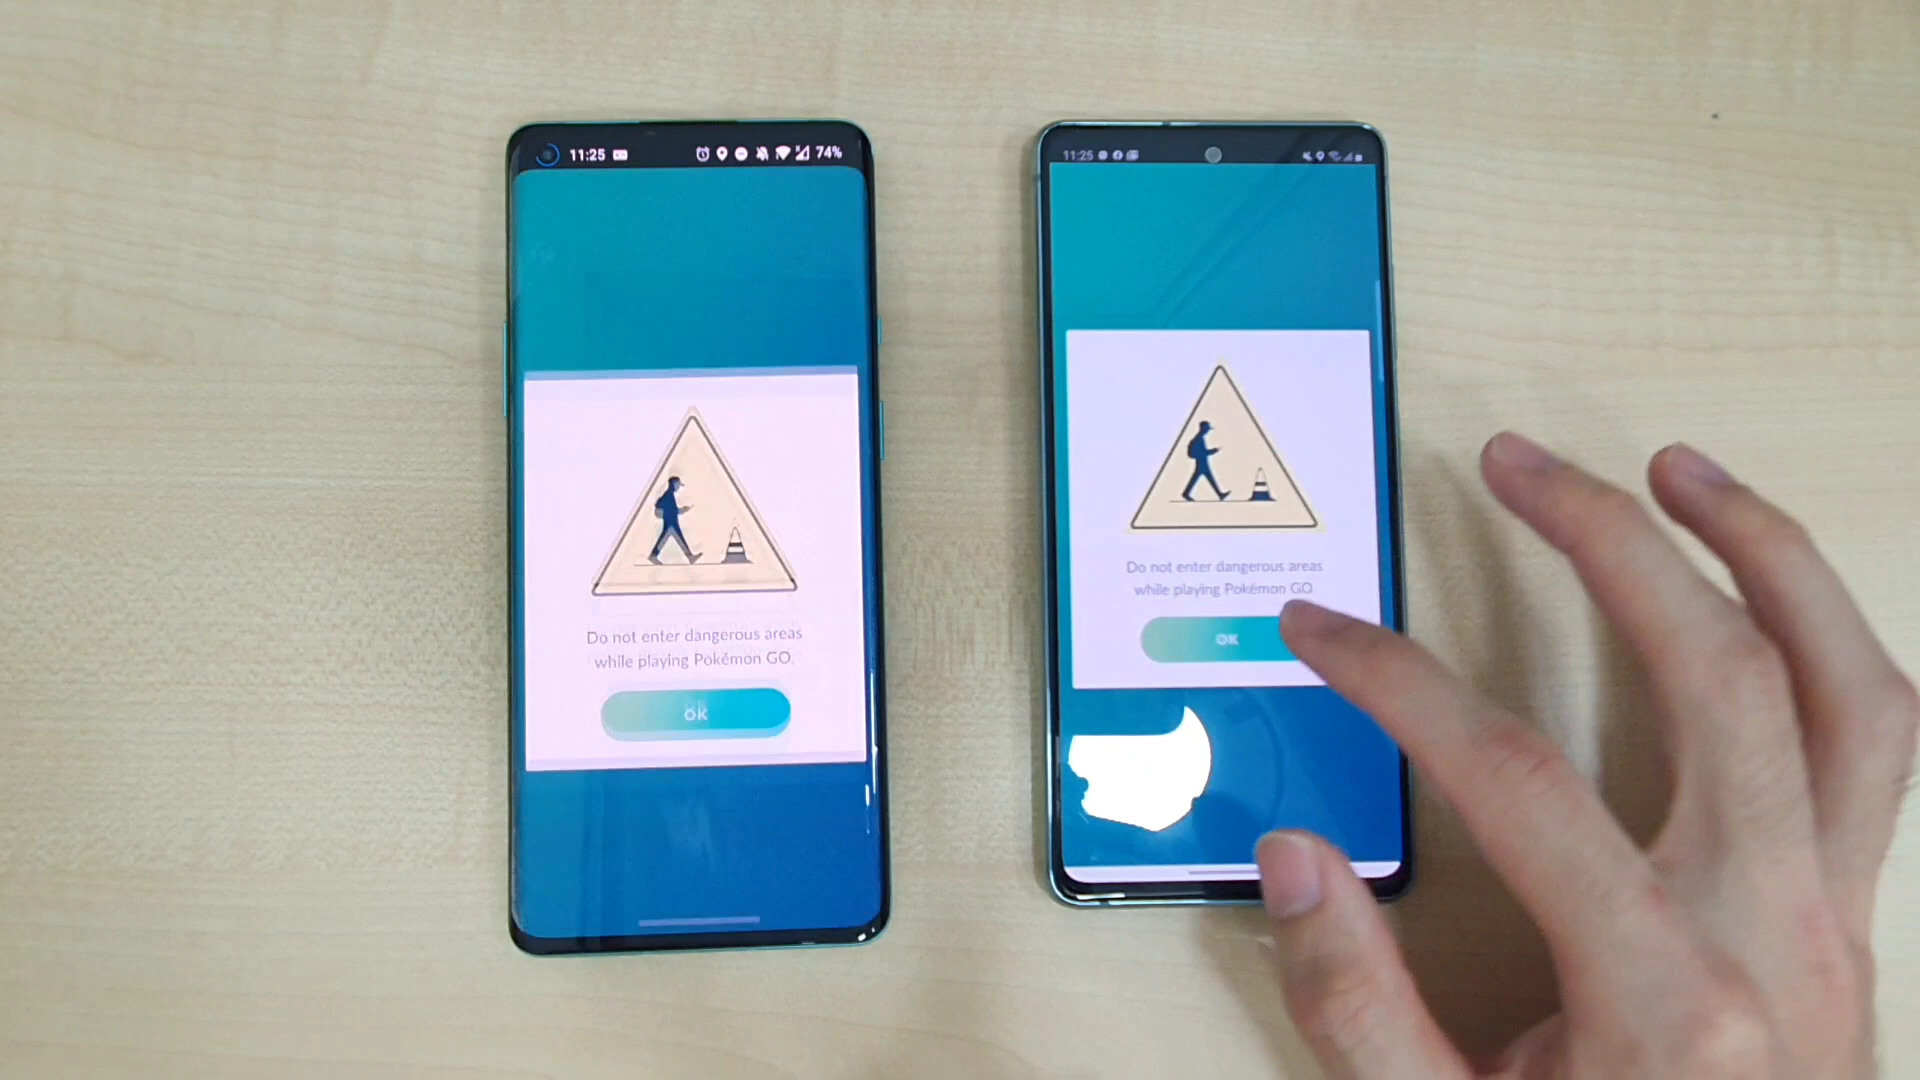 11:25
74%
Do not enter dangerous areas
while playing Pokémon GO.
OK
11:25
Do not enter dangerous areas
while playing Pokémon GO
OK